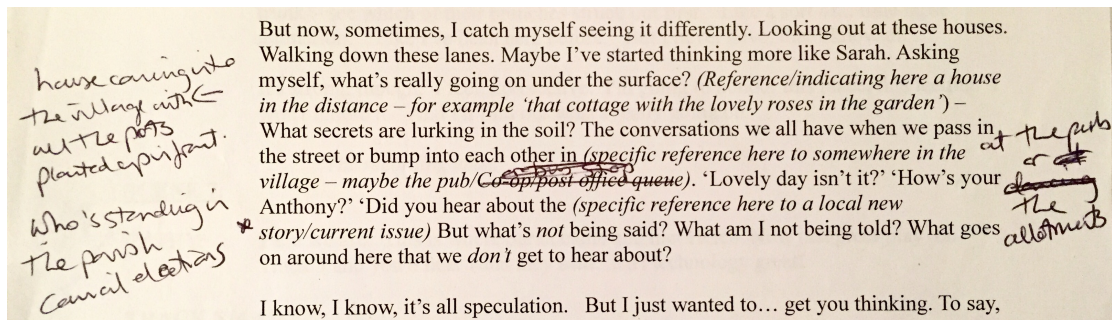 But now, sometimes, I catch myself seeing it differently. Looking out at these houses.
Walking down these lanes. Maybe I've started thinking more like Sarah. Asking
myself, what's really going on under the surface? (Reference/indicating here a house
in the distance – for example 'that cottage with the lovely roses in the garden') –
What secrets are lurking in the soil? The conversations we all have when we pass in
the street or bump into each other in (specific reference here to somewhere in the
village – maybe the pub/Co-op/post office queue). 'Lovely day isn't it?' 'How's your
Anthony?' 'Did you hear about the (specific reference here to a local new
story/current issue) But what's not being said? What am I not being told? What goes
on around here that we don't get to hear about?
I know, I know, it's all speculation. But I just wanted to… get you thinking. To say,
house coming into
the village with
all the pots
planted up in front.
Who's standing in
the parish
council elections
at the pub
or at
dancing
the
allotments